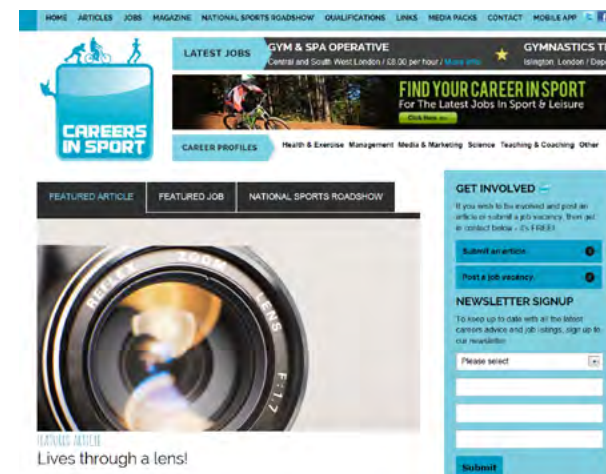 HOME ARTICLES JOBS MAGAZINE NATIONAL SPORTS ROADSHOW QUALIFICATIONS LINKS MEDIA PACKS CONTACT MOBILE APP
CAREERS
IN SPORT
LATEST JOBS
GYM & SPA OPERATIVE
Central and South West London / £8.00 per hour / More info
GYMNASTICS
Islington, London / Dep
FIND YOUR CAREER IN SPORT
For The Latest Jobs In Sport & Leisure
Click Here >>
CAREER PROFILES
Health & Exercise Management Media & Marketing Science Teaching & Coaching Other
FEATURED ARTICLE FEATURED JOB NATIONAL SPORTS ROADSHOW
REFLEX ZOOM LENS F:1.7
FEATURED ARTICLE
Lives through a lens!
GET INVOLVED
If you wish to be involved and post an
article or submit a job vacancy, then get
in contact below - it's FREE!
Submit an article
Post a job vacancy
NEWSLETTER SIGNUP
To keep up to date with all the latest
careers advice and job listings, sign up to
our newsletter
Please select
Submit